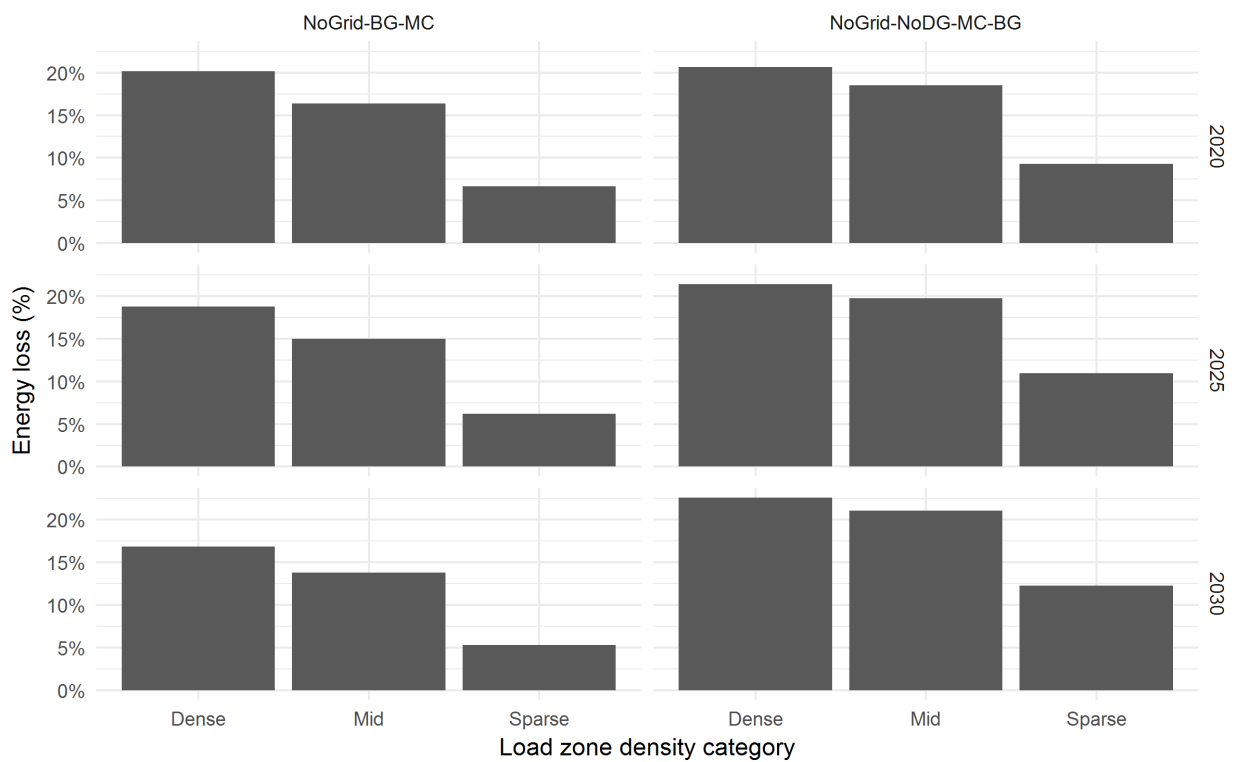 NoGrid-BG-MC
NoGrid-NoDG-MC-BG
20%
15%
10%
5%
0%
2020
20%
15%
10%
5%
0%
2025
20%
15%
10%
5%
0%
2030
Energy loss (%)
Dense
Mid
Sparse
Dense
Mid
Sparse
Load zone density category